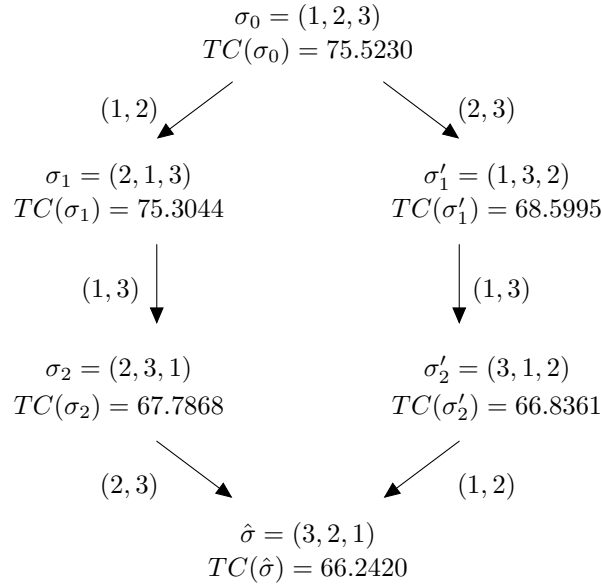 σ₀ = (1, 2, 3)
TC(σ₀) = 75.5230
(1, 2)
(2, 3)
σ₁ = (2, 1, 3)
TC(σ₁) = 75.3044
σ′₁ = (1, 3, 2)
TC(σ′₁) = 68.5995
(1, 3)
(1, 3)
σ₂ = (2, 3, 1)
TC(σ₂) = 67.7868
σ′₂ = (3, 1, 2)
TC(σ′₂) = 66.8361
(2, 3)
(1, 2)
σ̂ = (3, 2, 1)
TC(σ̂) = 66.2420